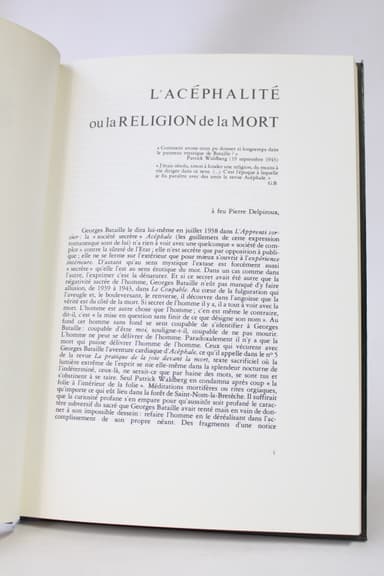 L'ACÉPHALITÉ
ou la RELIGION de la MORT
« Comment avons-nous pu donner si longtemps dans
le panneau mystique de Bataille ? »
Patrick Waldberg (19 septembre 1943)
« J'étais résolu, sinon à fonder une religion, du moins à
me diriger dans ce sens. (...) C'est l'époque à laquelle
je fis paraître avec des amis la revue Acéphale. »
G.B
à feu Pierre Delpiroux,
Georges Bataille le dira lui-même en juillet 1938 dans L'Apprenti sor-
cier : la « société secrète » Acéphale (les guillemets de cette expression
romantesque sont de lui) n'a rien à voir avec une quelconque « société de com-
plot » contre la sûreté de l'Etat ; elle n'est secrète que par opposition à publi-
que ; elle ne se ferme sur l'extérieur que pour mieux s'ouvrir à l'expérience
intérieure. D'autant qu'au sens mystique l'extase est forcément aussi
« secrète » qu'elle l'est au sens érotique du mot. Dans un cas comme dans
l'autre, l'exprimer c'est la dénaturer. Et si ce secret avait été autre que la
négativité sucrée de l'homme, Georges Bataille n'eût pas manqué d'y faire
allusion, de 1939 à 1943, dans Le Coupable. Au cœur de la fulguration qui
l'aveugle et, le bouleversant, le renverse, il découvre dans l'angoisse que la
vérité est du côté de la mort. Si secret de l'homme il y a, il a tout à voir avec la
mort. L'homme est autre chose que l'homme ; c'en est même le contraire,
dit-il, c'est « la mise en question sans finir de ce que désigne son nom ». Au
fond cet homme sans fond se sent coupable de s'identifier à Georges
Bataille : coupable d'être moi, souligne-t-il, coupable de ne pas mourir.
L'homme ne peut se délivrer de l'homme. Paradoxalement il n'y a que la
mort qui puisse délivrer l'homme de l'homme. Ceux qui vécurent avec
Georges Bataille l'aventure cardiaque d'Acéphale, ce qu'il appelle dans le n° 5
de la revue La pratique de la joie devant la mort, texte sacrificiel où la
lumière extrême de l'esprit se nie elle-même dans la splendeur nocturne de
l'indéterminé, ceux-là, ne serait-ce que par haine des mots, se sont tus et
s'obstinent à se taire. Seul Patrick Waldberg en condamna après coup « la
folie à l'intérieur de la folie ». Méditations mortifères ou rites orgiaques,
qu'importe ce qui eût lieu dans la forêt de Saint-Nom-la-Bretèche. Il suffirait
que la curiosité profane s'en empare pour qu'aussitôt soit profané le carac-
tère subversif du sacré que Georges Bataille avait tenté mais en vain de don-
ner à son impossible dessein : refaire l'homme en le déréalisant dans l'ac-
complissement de son propre néant. Des fragments d'une notice